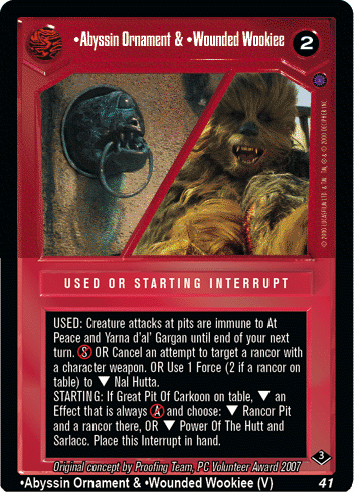 •Abyssin Ornament & •Wounded Wookiee
2
© 2000 DECIPHER INC.
USED OR STARTING INTERRUPT
USED: Creature attacks at pits are immune to At
Peace and Yarna d'al' Gargan until end of your next
turn. Ⓢ OR Cancel an attempt to target a rancor with
a character weapon. OR Use 1 Force (2 if a rancor on
table) to ▼ Nal Hutta.
STARTING: If Great Pit Of Carkoon on table, ▼ an
Effect that is always Ⓐ and choose: ▼ Rancor Pit
and a rancor there, OR ▼ Power Of The Hutt and
Sarlacc. Place this Interrupt in hand.
3
Original concept by Proofing Team, PC Volunteer Award 2007
•Abyssin Ornament & •Wounded Wookiee (V) 41